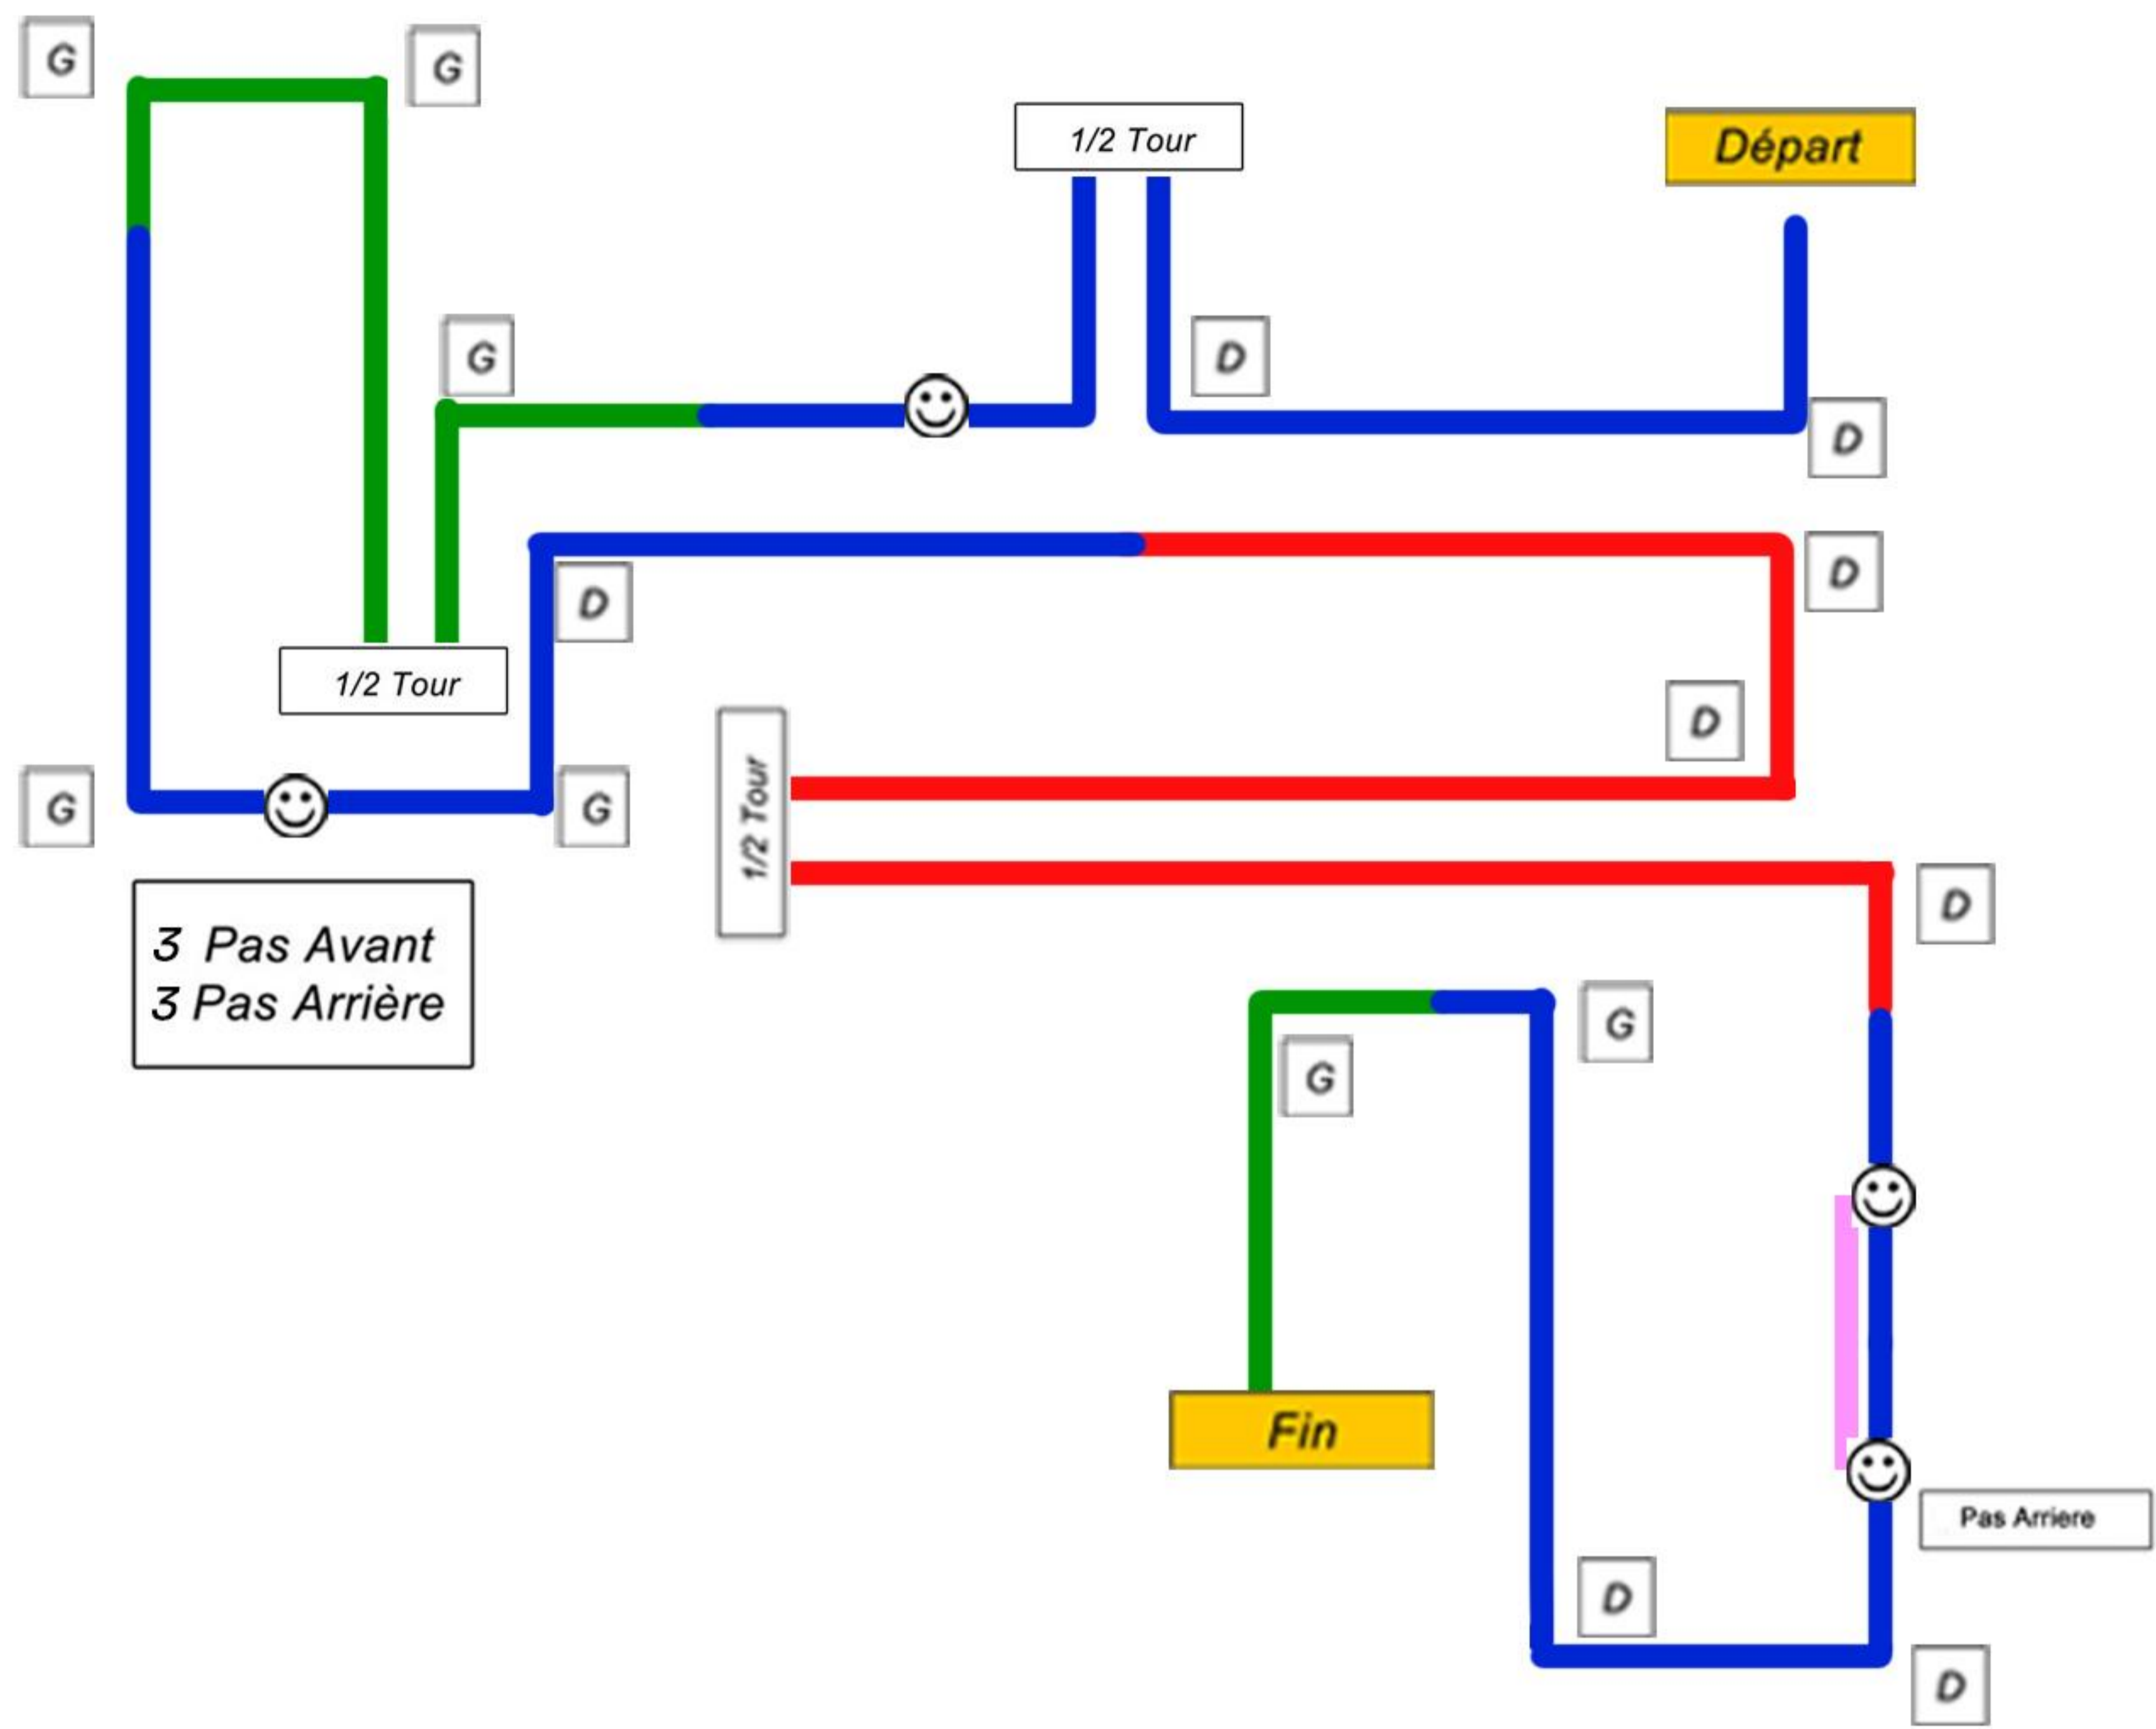 G
G
1/2 Tour
Départ
G
D
D
D
D
1/2 Tour
D
1/2 Tour
G
G
D
3 Pas Avant
3 Pas Arrière
G
G
Fin
Pas Arriere
D
D